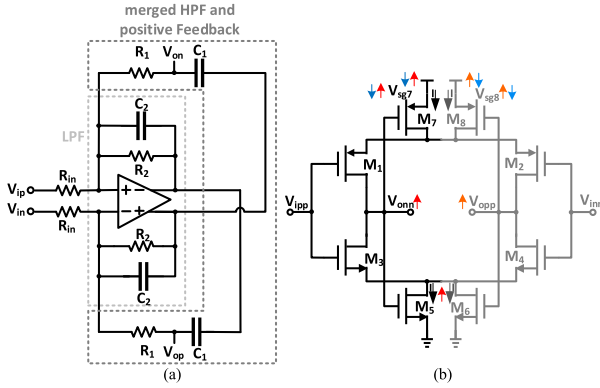 merged HPF and
positive Feedback
R1 Von C1
C2
LPF
R2
Vip Rin + −
Vin Rin − +
R2
C2
R1 Vop C1
(a)
Vsg7 Vsg8
M7 M8
M1 M2
Vipp Vonn Vopp Vinn
M3 M4
M5 M6
(b)